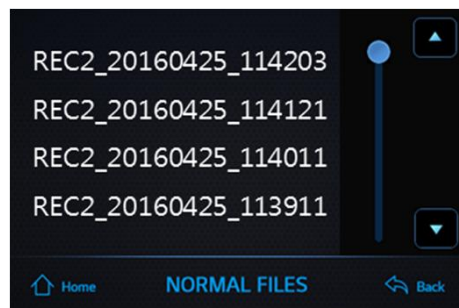 REC2_20160425_114203
REC2_20160425_114121
REC2_20160425_114011
REC2_20160425_113911
Home NORMAL FILES Back